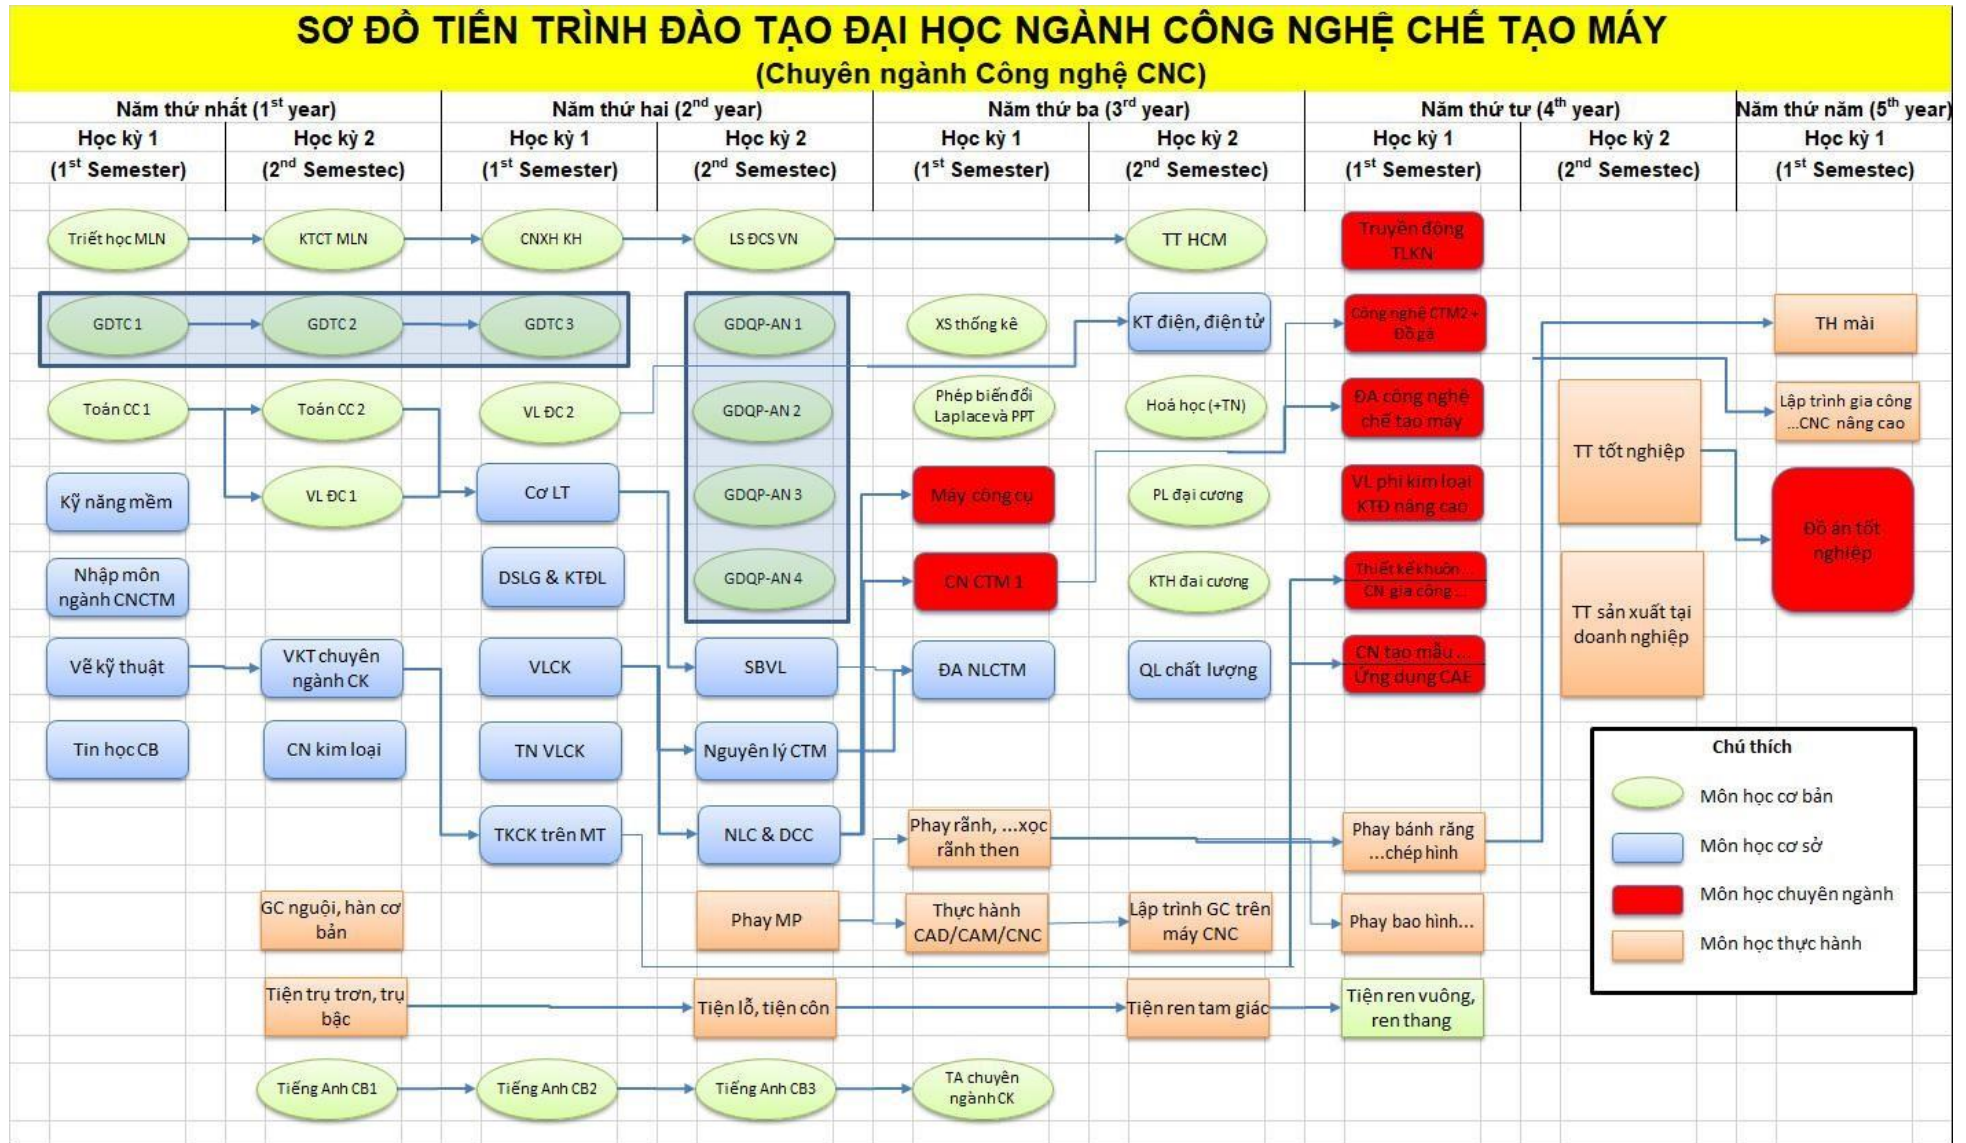 SƠ ĐỒ TIẾN TRÌNH ĐÀO TẠO ĐẠI HỌC NGÀNH CÔNG NGHỆ CHẾ TẠO MÁY
(Chuyên ngành Công nghệ CNC)
Năm thứ nhất (1st year)
Năm thứ hai (2nd year)
Năm thứ ba (3rd year)
Năm thứ tư (4th year)
Năm thứ năm (5th year)
Học kỳ 1
Học kỳ 2
Học kỳ 1
Học kỳ 2
Học kỳ 1
Học kỳ 2
Học kỳ 1
Học kỳ 2
Học kỳ 1
(1st Semester)
(2nd Semestec)
(1st Semester)
(2nd Semestec)
(1st Semester)
(2nd Semestec)
(1st Semester)
(2nd Semestec)
(1st Semestec)
Triết học MLN
KTCT MLN
CNXH KH
LS ĐCS VN
TT HCM
Truyền động
TLKN
GDTC 1
GDTC 2
GDTC 3
GDQP-AN 1
XS thống kê
KT điện, điện tử
Công nghệ CTM2 +
Đồ gá
TH mài
Toán CC 1
Toán CC 2
VL ĐC 2
GDQP-AN 2
Phép biến đổi
Laplace và PPT
Hoá học (+TN)
ĐA công nghệ
chế tạo máy
TT tốt nghiệp
Lập trình gia công
...CNC nâng cao
Kỹ năng mềm
VL ĐC 1
Cơ LT
GDQP-AN 3
Máy công cụ
PL đại cương
VL phi kim loại
KTĐ nâng cao
Đồ án tốt
nghiệp
Nhập môn
ngành CNCTM
DSLG & KTĐL
GDQP-AN 4
CN CTM 1
KTH đai cương
Thiết kế khuôn ...
CN gia công ...
TT sản xuất tại
doanh nghiệp
Vẽ kỹ thuật
VKT chuyên
ngành CK
VLCK
SBVL
ĐA NLCTM
QL chất lượng
CN tạo mẫu ...
Ứng dụng CAE
Tin học CB
CN kim loại
TN VLCK
Nguyên lý CTM
TKCK trên MT
NLC & DCC
Phay rãnh, ...xọc
rãnh then
Phay bánh răng
...chép hình
GC nguội, hàn cơ
bản
Phay MP
Thực hành
CAD/CAM/CNC
Lập trình GC trên
máy CNC
Phay bao hình...
Tiện trụ trơn, trụ
bậc
Tiện lỗ, tiện côn
Tiện ren tam giác
Tiện ren vuông,
ren thang
Tiếng Anh CB1
Tiếng Anh CB2
Tiếng Anh CB3
TA chuyên
ngành CK
Chú thích
Môn học cơ bản
Môn học cơ sở
Môn học chuyên ngành
Môn học thực hành